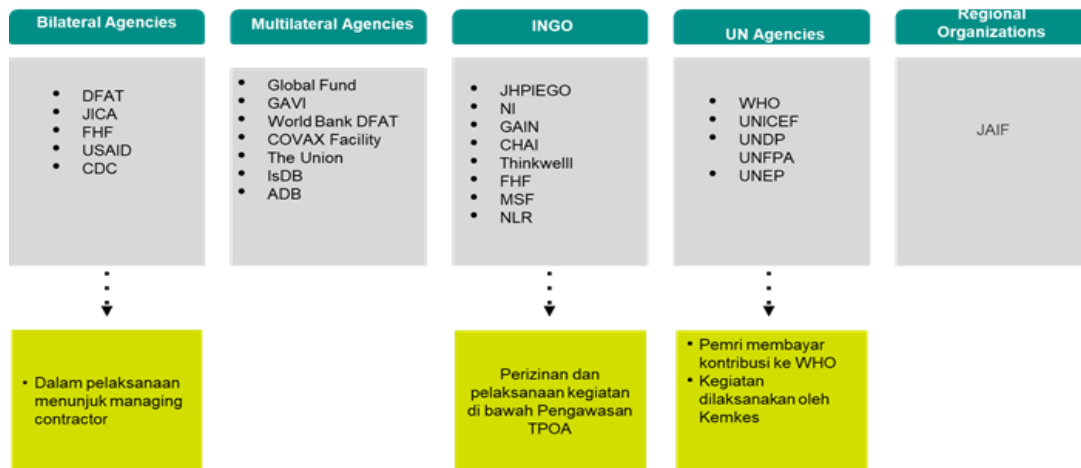 Bilateral Agencies
DFAT
JICA
FHF
USAID
CDC
• Dalam pelaksanaan
menunjuk managing
contractor
Multilateral Agencies
Global Fund
GAVI
World Bank DFAT
COVAX Facility
The Union
IsDB
ADB
INGO
JHPIEGO
NI
GAIN
CHAI
Thinkwelll
FHF
MSF
NLR
Perizinan dan
pelaksanaan kegiatan
di bawah Pengawasan
TPOA
UN Agencies
WHO
UNICEF
UNDP
UNFPA
UNEP
• Pemri membayar
kontribusi ke WHO
• Kegiatan
dilaksanakan oleh
Kemkes
Regional
Organizations
JAIF